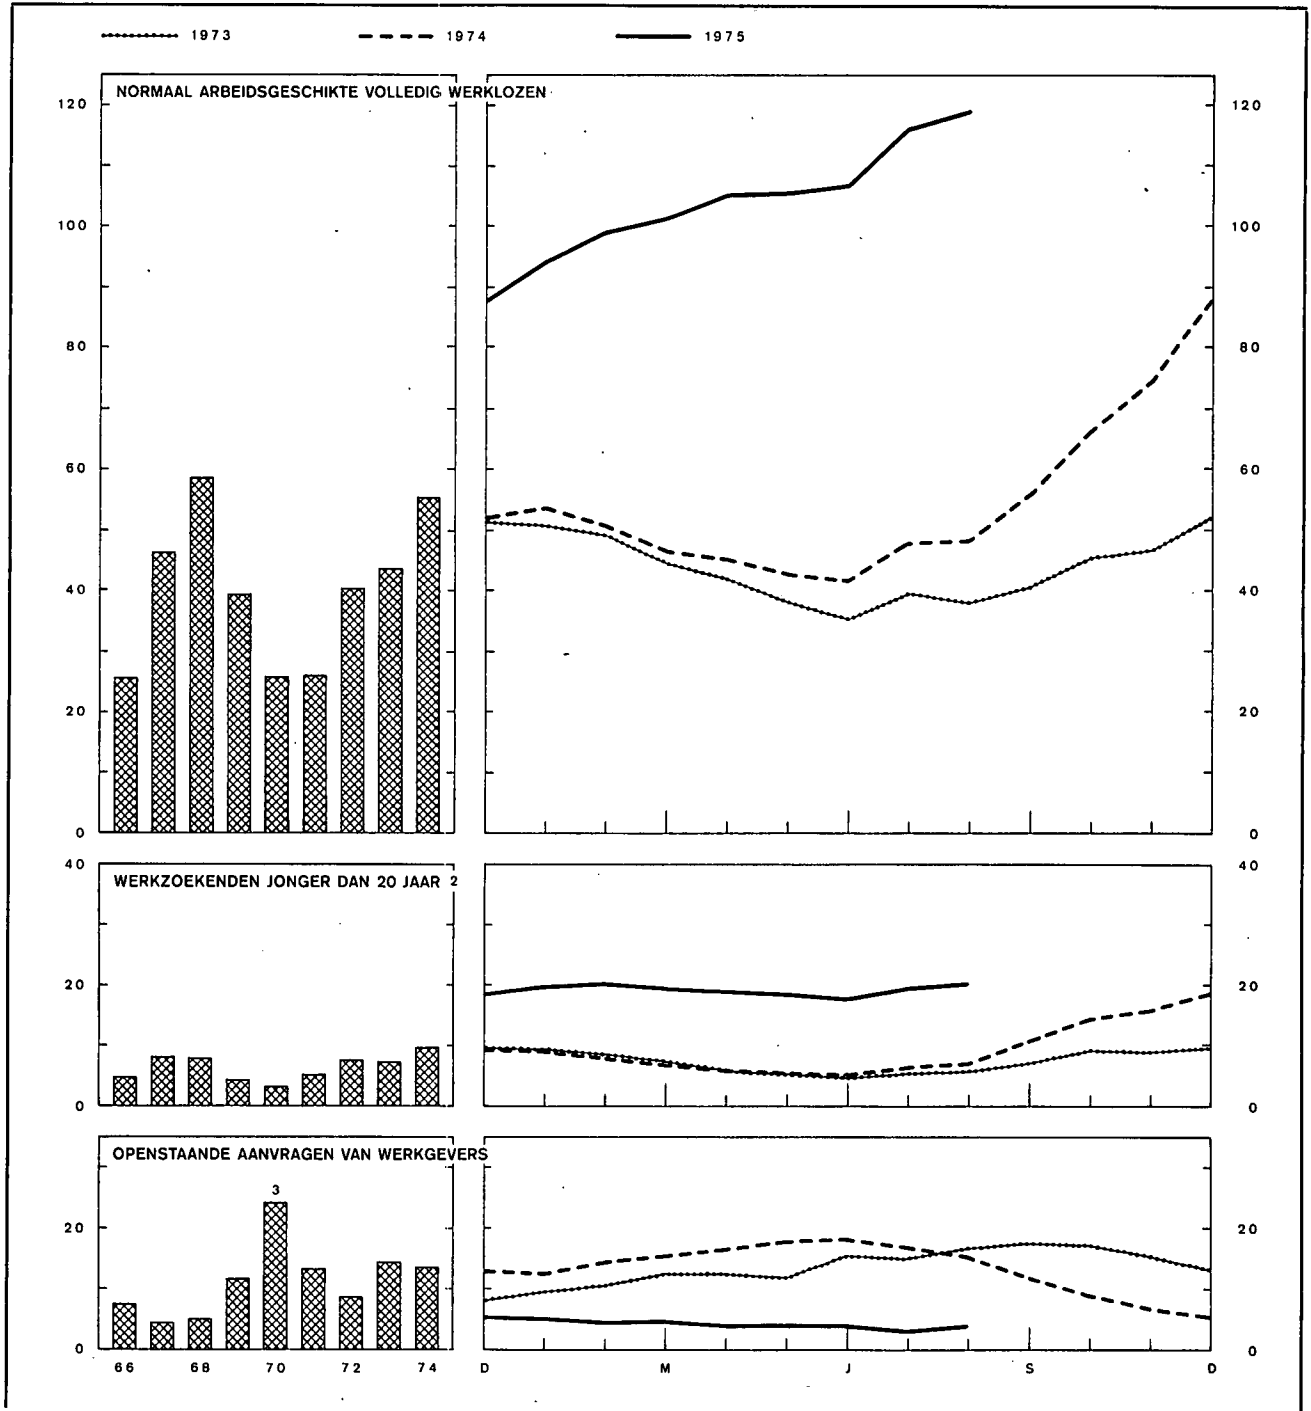 1973 1974 1975
NORMAAL ARBEIDSGESCHIKTE VOLLEDIG WERKLOZEN
120 120
100 100
80 80
60 60
40 40
20 20
0 0
40 40
WERKZOEKENDEN JONGER DAN 20 JAAR 2
20 20
0 0
OPENSTAANDE AANVRAGEN VAN WERKGEVERS
3
20 20
0 0
66 68 70 72 74 D M J S D